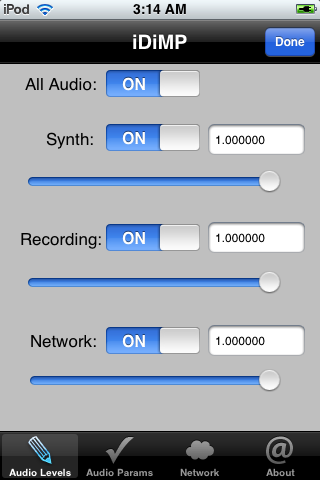 iPod 3:14 AM
iDiMP Done
All Audio: ON
Synth: ON 1.000000
Recording: ON 1.000000
Network: ON 1.000000
Audio Levels Audio Params Network About